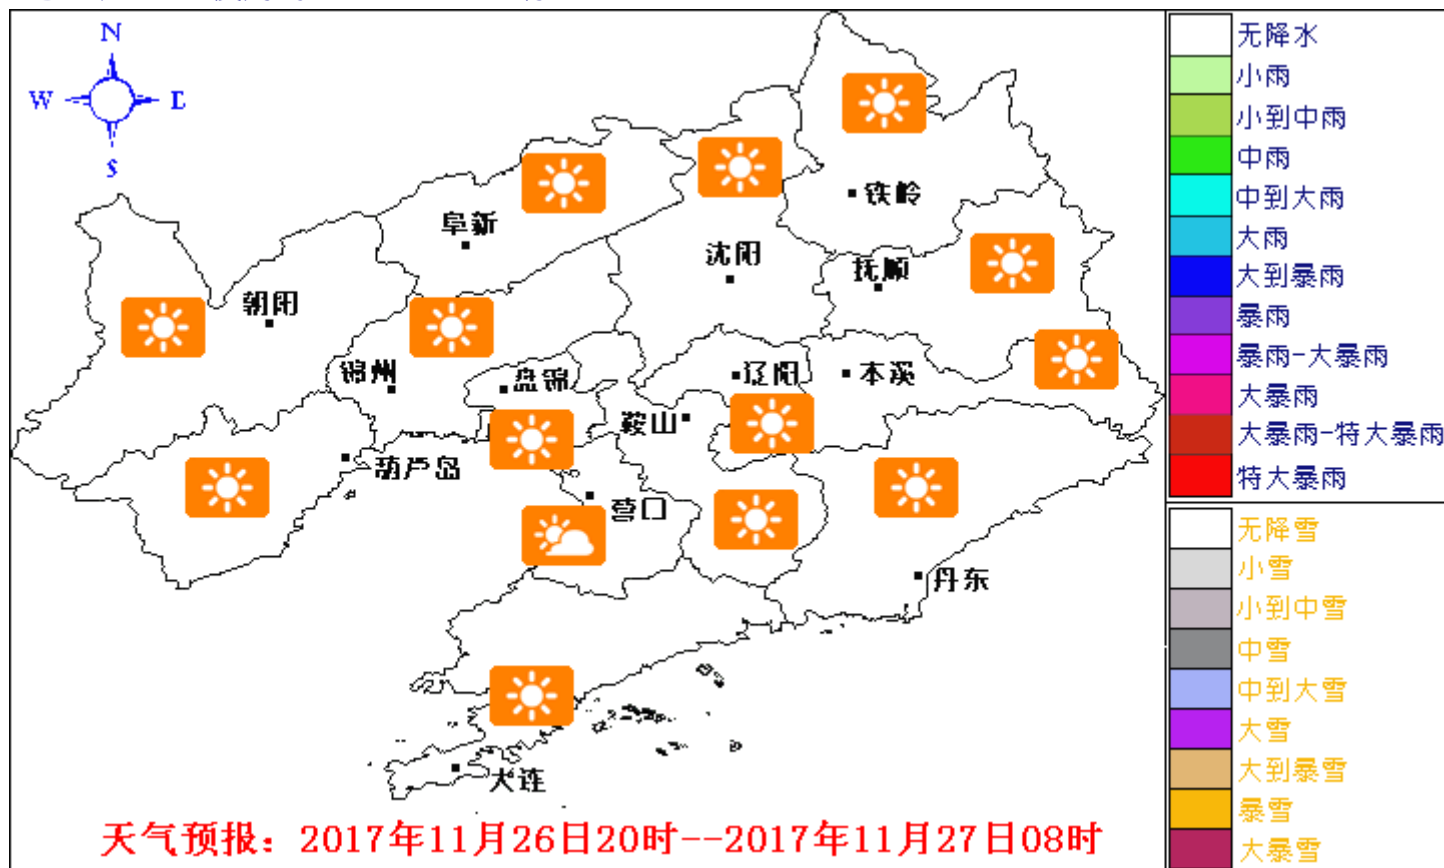 N
W E
S
铁岭
阜新
沈阳
抚顺
朝阳
锦州
盘锦
辽阳
本溪
鞍山
葫芦岛
营口
丹东
大连
天气预报：2017年11月26日20时--2017年11月27日08时
无降水
小雨
小到中雨
中雨
中到大雨
大雨
大到暴雨
暴雨
暴雨-大暴雨
大暴雨
大暴雨-特大暴雨
特大暴雨
无降雪
小雪
小到中雪
中雪
中到大雪
大雪
大到暴雪
暴雪
大暴雪